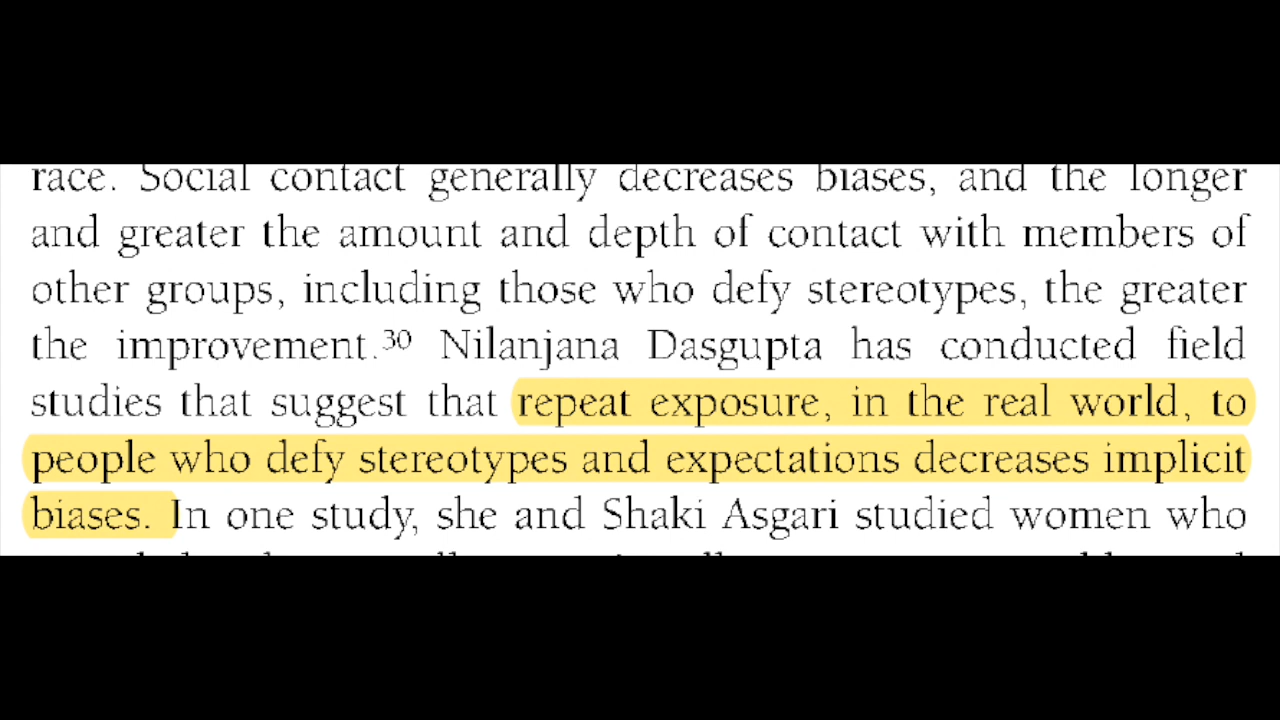 race. Social contact generally decreases biases, and the longer
and greater the amount and depth of contact with members of
other groups, including those who defy stereotypes, the greater
the improvement.³⁰ Nilanjana Dasgupta has conducted field
studies that suggest that repeat exposure, in the real world, to
people who defy stereotypes and expectations decreases implicit
biases. In one study, she and Shaki Asgari studied women who